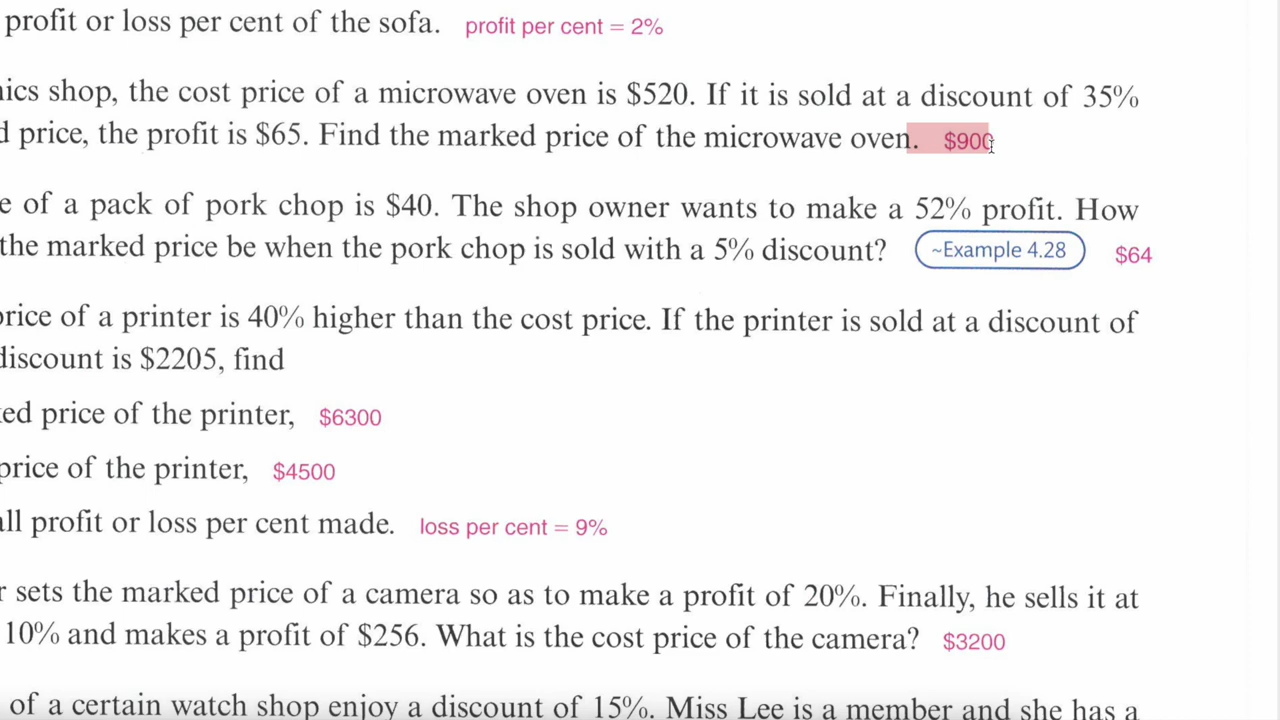 profit or loss per cent of the sofa. profit per cent = 2%
ics shop, the cost price of a microwave oven is $520. If it is sold at a discount of 35%
price, the profit is $65. Find the marked price of the microwave oven. $900
of a pack of pork chop is $40. The shop owner wants to make a 52% profit. How
the marked price be when the pork chop is sold with a 5% discount? ~Example 4.28 $64
rice of a printer is 40% higher than the cost price. If the printer is sold at a discount of
discount is $2205, find
ed price of the printer, $6300
price of the printer, $4500
ll profit or loss per cent made. loss per cent = 9%
r sets the marked price of a camera so as to make a profit of 20%. Finally, he sells it at
10% and makes a profit of $256. What is the cost price of the camera? $3200
of a certain watch shop enjoy a discount of 15%. Miss Lee is a member and she has a